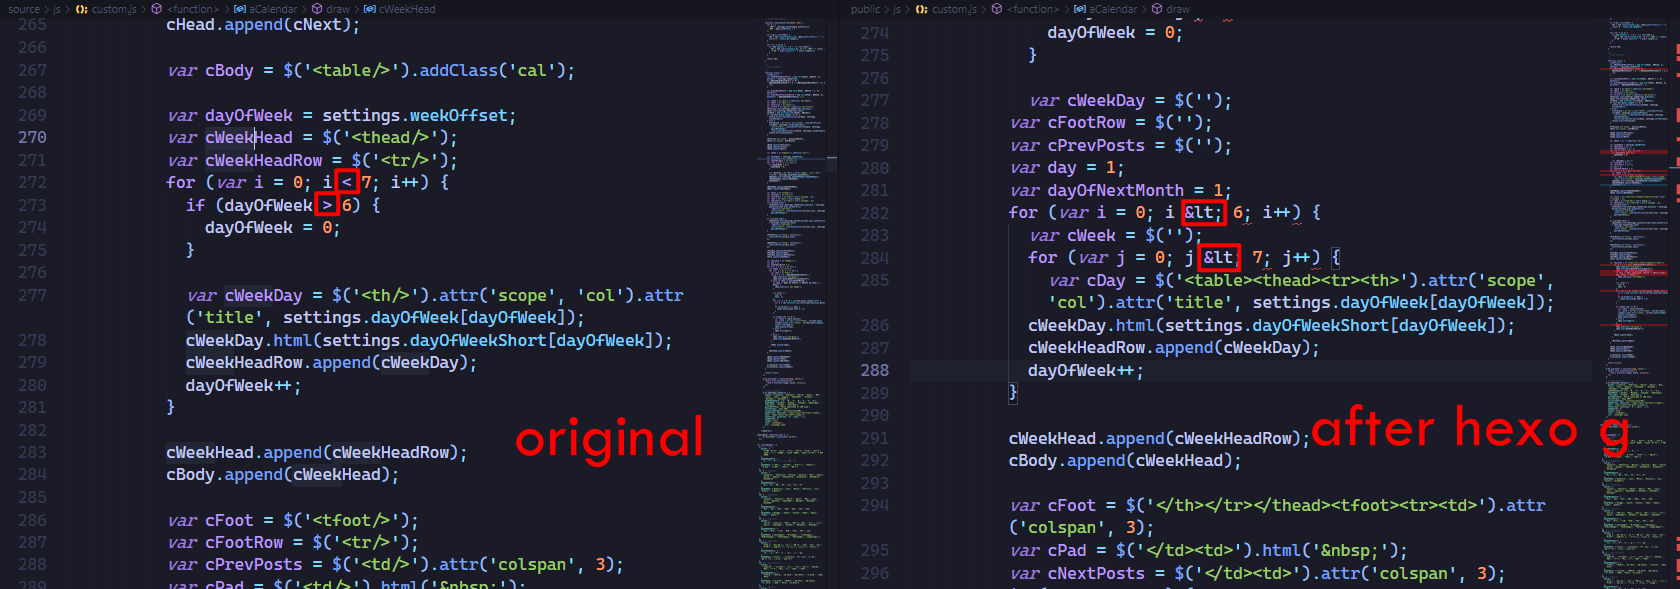 source > js > custom.js > <function> > aCalendar > draw > cWeekHead
265 cHead.append(cNext);
266
267 var cBody = $('<table/>').addClass('cal');
268
269 var dayOfWeek = settings.weekOffset;
270 var cWeekHead = $('<thead/>');
271 var cWeekHeadRow = $('<tr/>');
272 for (var i = 0; i < 7; i++) {
273 if (dayOfWeek > 6) {
274 dayOfWeek = 0;
275 }
276
277 var cWeekDay = $('<th/>').attr('scope', 'col').attr
('title', settings.dayOfWeek[dayOfWeek]);
278 cWeekDay.html(settings.dayOfWeekShort[dayOfWeek]);
279 cWeekHeadRow.append(cWeekDay);
280 dayOfWeek++;
281 }
282
283 cWeekHead.append(cWeekHeadRow);
284 cBody.append(cWeekHead);
285
286 var cFoot = $('<tfoot/>');
287 var cFootRow = $('<tr/>');
288 var cPrevPosts = $('<td/>').attr('colspan', 3);
289 var cPad = $('<td/>').html('&nbsp;');
original
public > js > custom.js > <function> > aCalendar > draw
274 dayOfWeek = 0;
275 }
276
277 var cWeekDay = $('');
278 var cFootRow = $('');
279 var cPrevPosts = $('');
280 var day = 1;
281 var dayOfNextMonth = 1;
282 for (var i = 0; i &lt; 6; i++) {
283 var cWeek = $('');
284 for (var j = 0; j &lt; 7; j++) {
285 var cDay = $('<table><thead><tr><th>').attr('scope',
'col').attr('title', settings.dayOfWeek[dayOfWeek]);
286 cWeekDay.html(settings.dayOfWeekShort[dayOfWeek]);
287 cWeekHeadRow.append(cWeekDay);
288 dayOfWeek++;
289 }
290
291 cWeekHead.append(cWeekHeadRow);
292 cBody.append(cWeekHead);
293
294 var cFoot = $('</th></tr></thead><tfoot><tr><td>').attr
('colspan', 3);
295 var cPad = $('</td><td>').html('&nbsp;');
296 var cNextPosts = $('</td><td>').attr('colspan', 3);
after hexo g